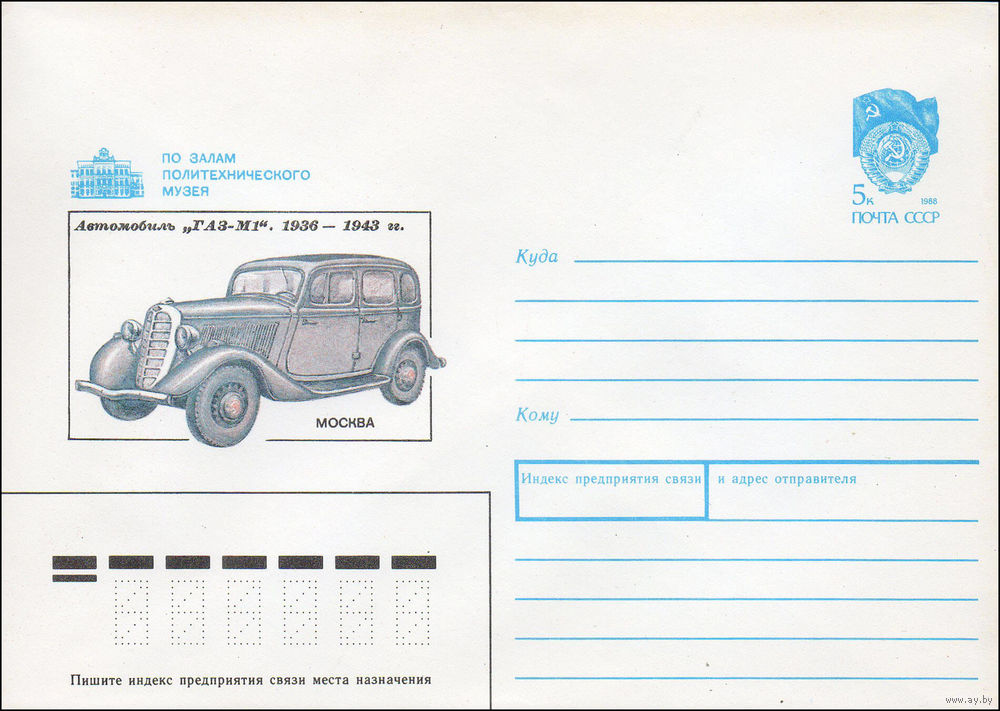 ПО ЗАЛАМ
ПОЛИТЕХНИЧЕСКОГО
МУЗЕЯ
Автомобиль „ГАЗ-М1“. 1936 — 1943 гг.
МОСКВА
5к 1988
ПОЧТА СССР
Куда
Кому
Индекс предприятия связи и адрес отправителя
Пишите индекс предприятия связи места назначения
www.ay.by